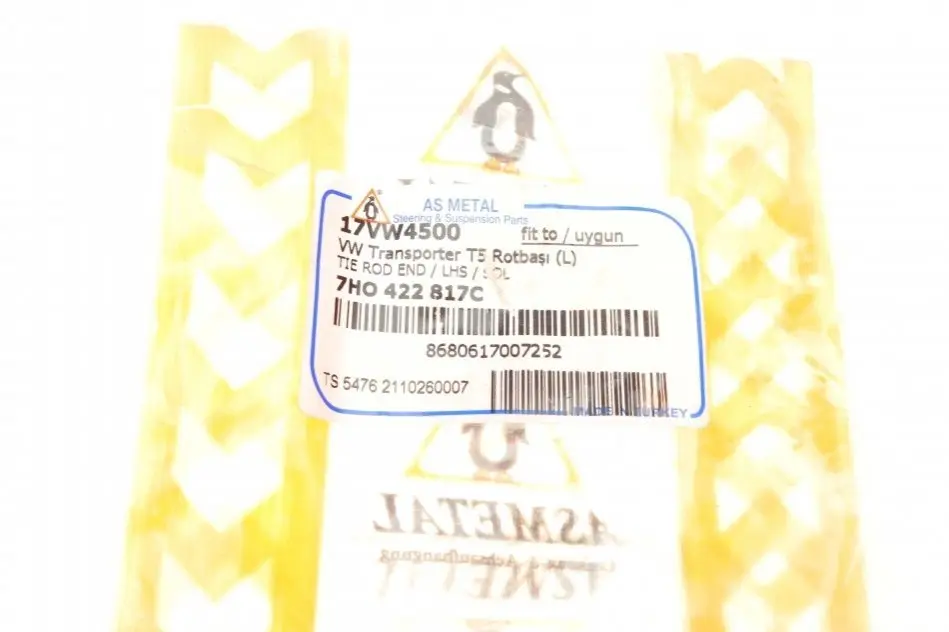 AS METAL
Steering & Suspension Parts
17VW4500 fit to / uygun
VW Transporter T5 Rotbaşı (L)
TIE ROD END / LHS / SOL
7HO 422 817C
8680617007252
TS 5476 2110260007
MADE IN TURKEY
ASMETAL